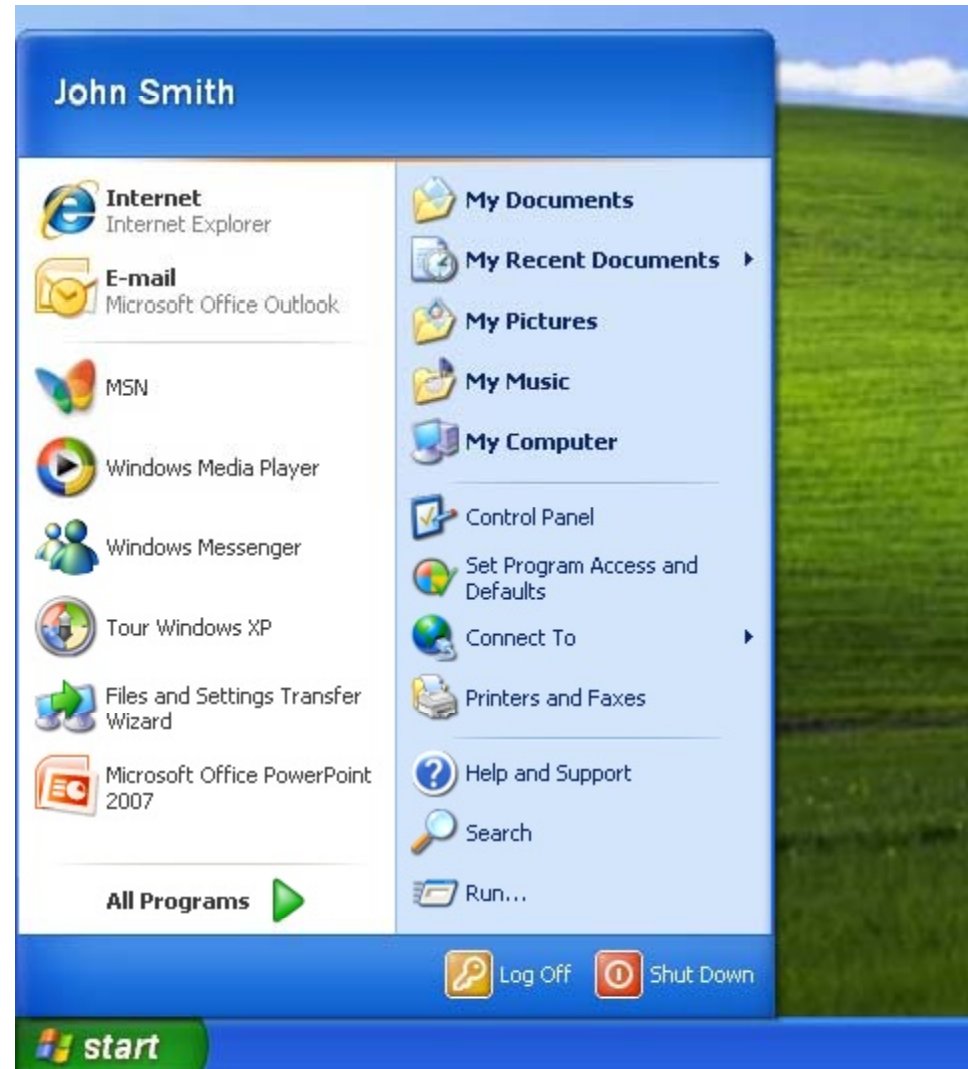 John Smith
Internet
Internet Explorer
E-mail
Microsoft Office Outlook
MSN
Windows Media Player
Windows Messenger
Tour Windows XP
Files and Settings Transfer
Wizard
Microsoft Office PowerPoint
2007
All Programs
My Documents
My Recent Documents
My Pictures
My Music
My Computer
Control Panel
Set Program Access and
Defaults
Connect To
Printers and Faxes
Help and Support
Search
Run...
Log Off
Shut Down
start